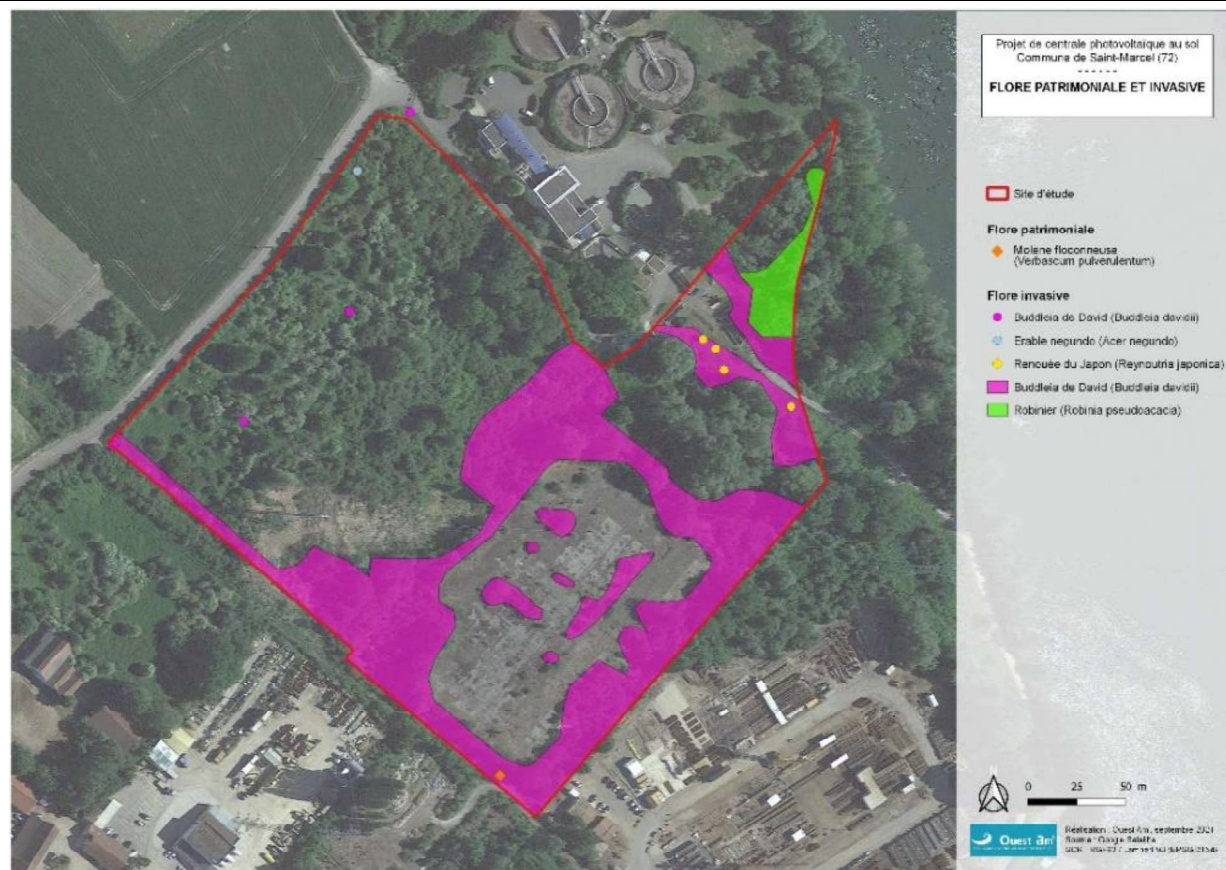 Projet de centrale photovoltaïque au sol
Commune de Saint-Marcel (72)
------
FLORE PATRIMONIALE ET INVASIVE
Site d'étude
Flore patrimoniale
Molène floconneuse
(Verbascum pulverulentum)
Flore invasive
Buddleia de David (Buddleia davidii)
Erable negundo (Acer negundo)
Renouée du Japon (Reynoutria japonica)
Buddleia de David (Buddleia davidii)
Robinier (Robinia pseudoacacia)
N
0 25 50 m
Ouest am'
Réalisation : Ouest Am', septembre 2021
Source : Google Satellite